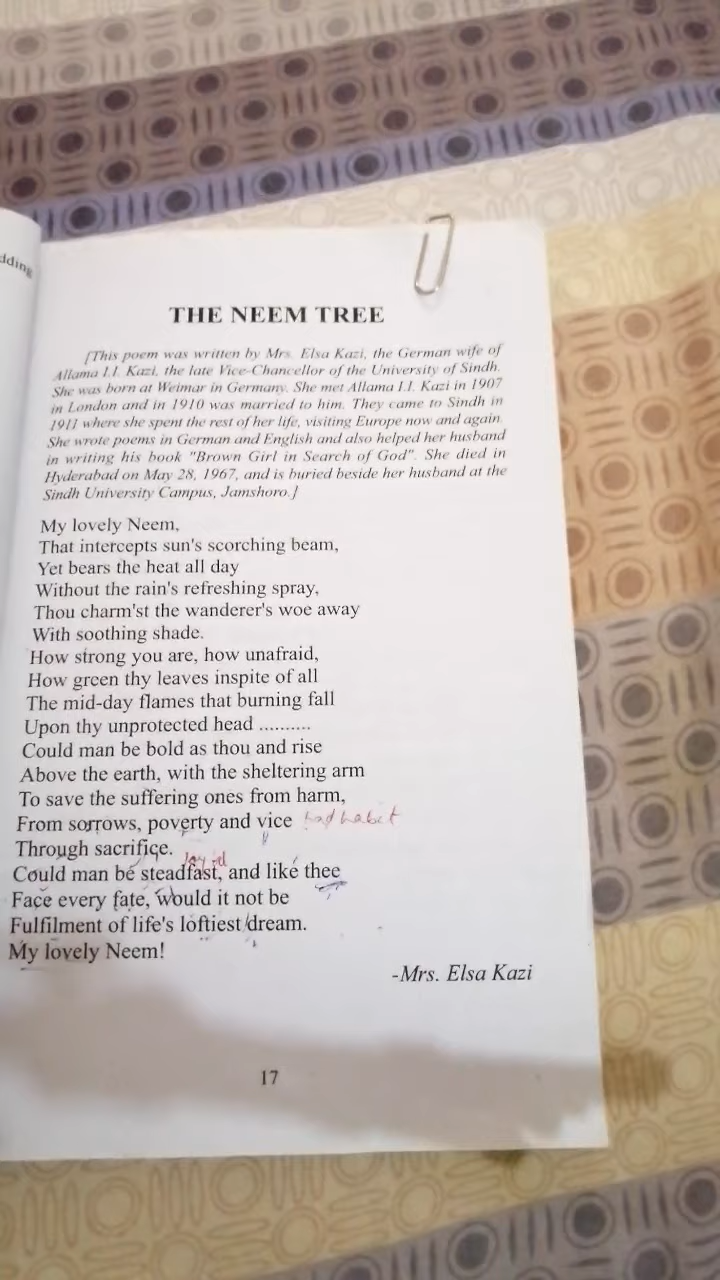 dding
THE NEEM TREE
[This poem was written by Mrs. Elsa Kazi, the German wife of
Allama I.I. Kazi, the late Vice-Chancellor of the University of Sindh.
She was born at Weimar in Germany. She met Allama I.I. Kazi in 1907
in London and in 1910 was married to him. They came to Sindh in
1911 where she spent the rest of her life, visiting Europe now and again.
She wrote poems in German and English and also helped her husband
in writing his book "Brown Girl in Search of God". She died in
Hyderabad on May 28, 1967, and is buried beside her husband at the
Sindh University Campus, Jamshoro.]
My lovely Neem,
That intercepts sun's scorching beam,
Yet bears the heat all day
Without the rain's refreshing spray,
Thou charm'st the wanderer's woe away
With soothing shade.
How strong you are, how unafraid,
How green thy leaves inspite of all
The mid-day flames that burning fall
Upon thy unprotected head ..........
Could man be bold as thou and rise
Above the earth, with the sheltering arm
To save the suffering ones from harm,
From sorrows, poverty and vice bad habet
Through sacrifice.
Could man be steadfast, and like thee
Face every fate, would it not be
Fulfilment of life's loftiest dream.
My lovely Neem!
-Mrs. Elsa Kazi
17